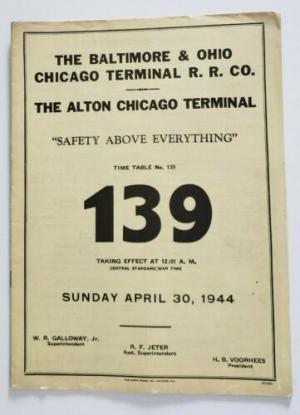 THE BALTIMORE & OHIO
CHICAGO TERMINAL R. R. CO.
THE ALTON CHICAGO TERMINAL
"SAFETY ABOVE EVERYTHING"
TIME TABLE No. 139
139
TAKING EFFECT AT 12:01 A. M.
CENTRAL STANDARD WAR TIME
SUNDAY APRIL 30, 1944
W. R. GALLOWAY, Jr.
Superintendent
R. F. JETER
Asst. Superintendent
H. B. VOORHEES
President